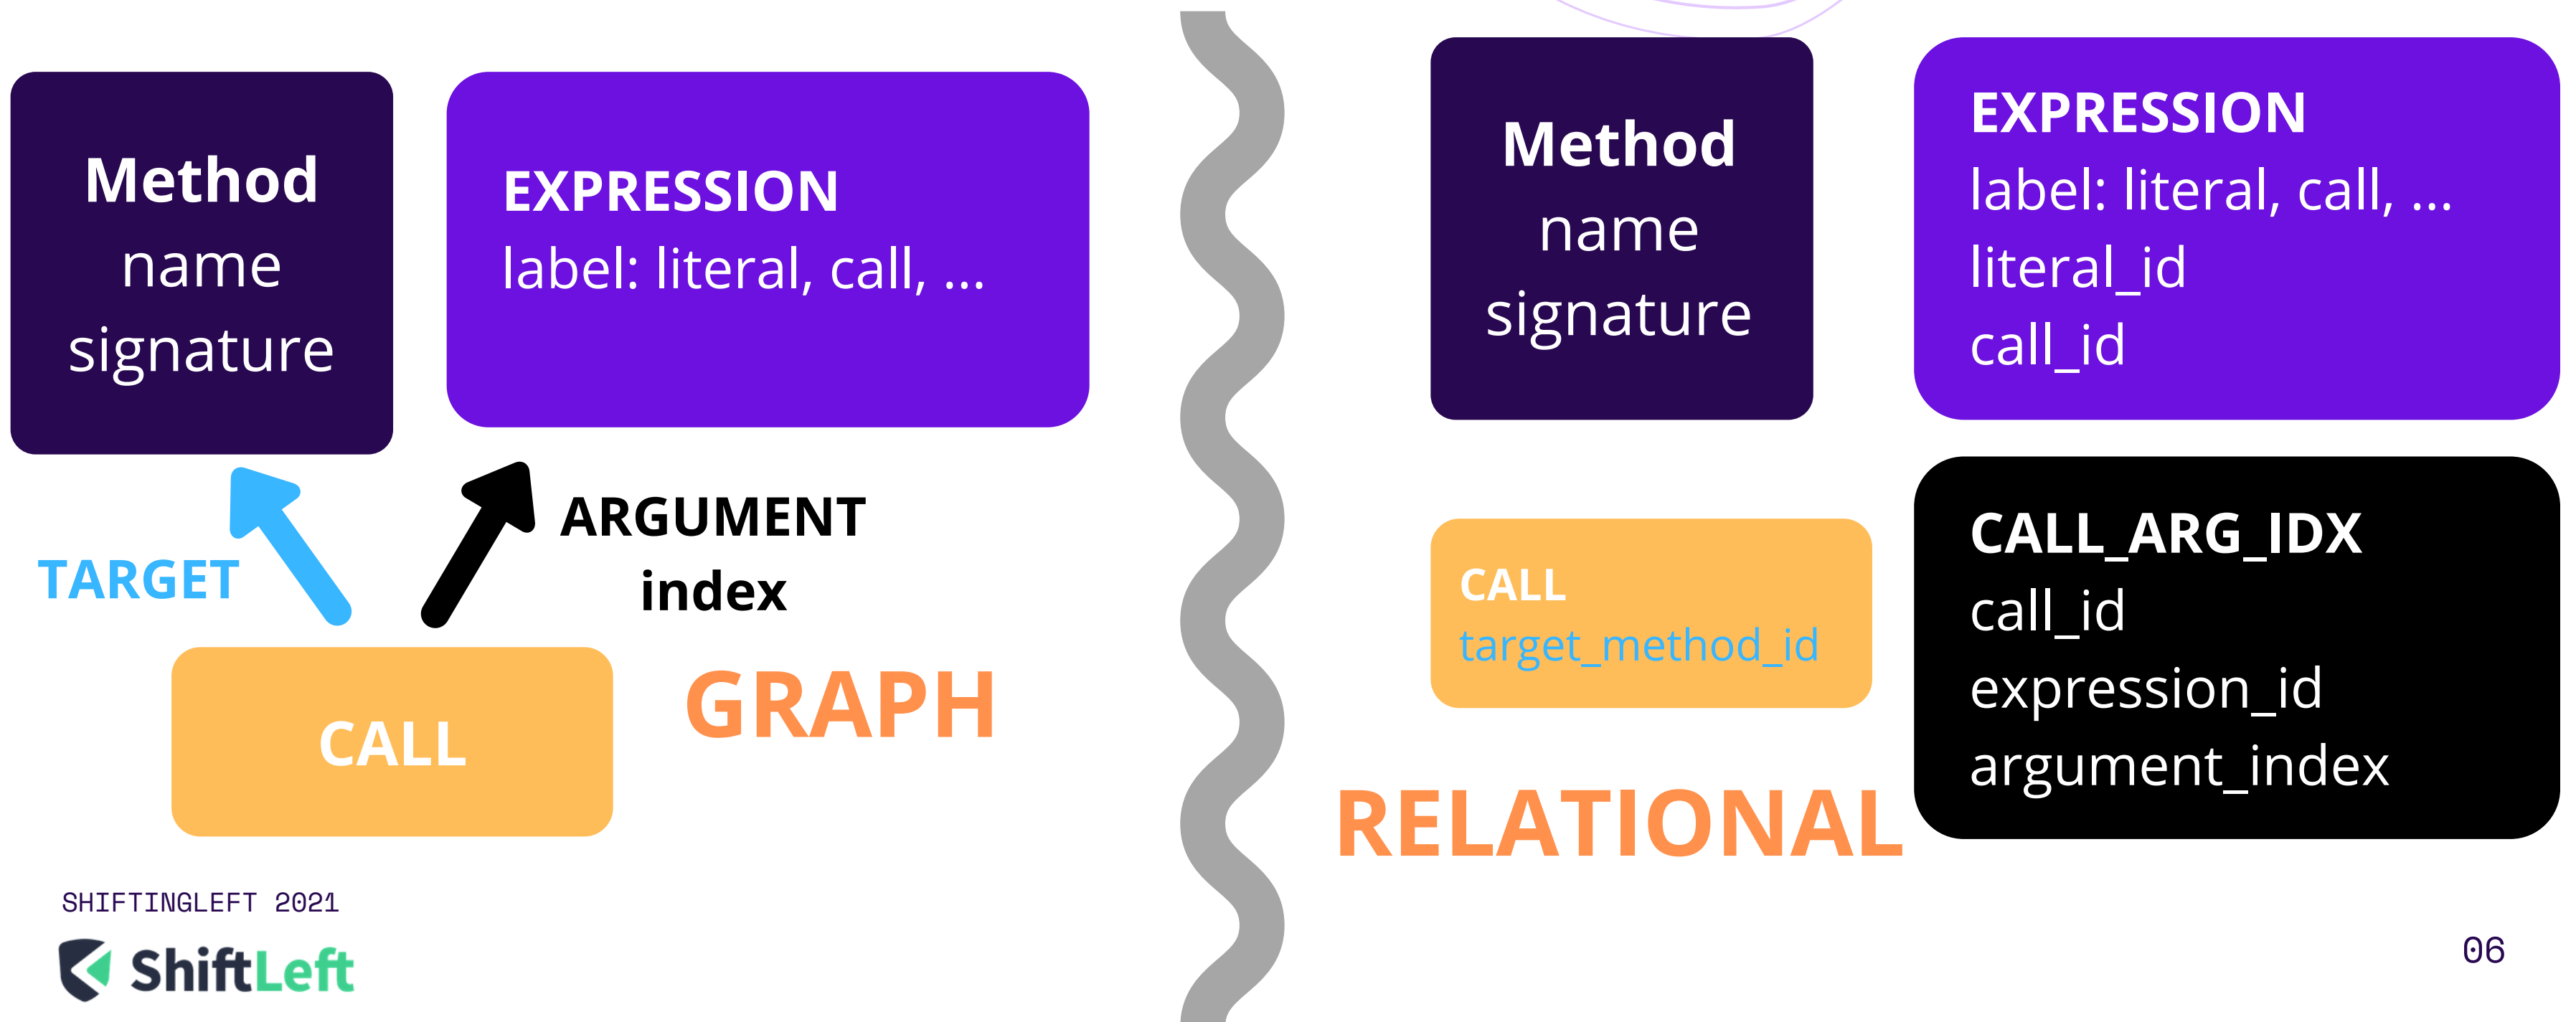 Method
name
signature
EXPRESSION
label: literal, call, ...
TARGET
ARGUMENT
index
CALL
GRAPH
Method
name
signature
EXPRESSION
label: literal, call, ...
literal_id
call_id
CALL
target_method_id
CALL_ARG_IDX
call_id
expression_id
argument_index
RELATIONAL
SHIFTINGLEFT 2021
ShiftLeft
06